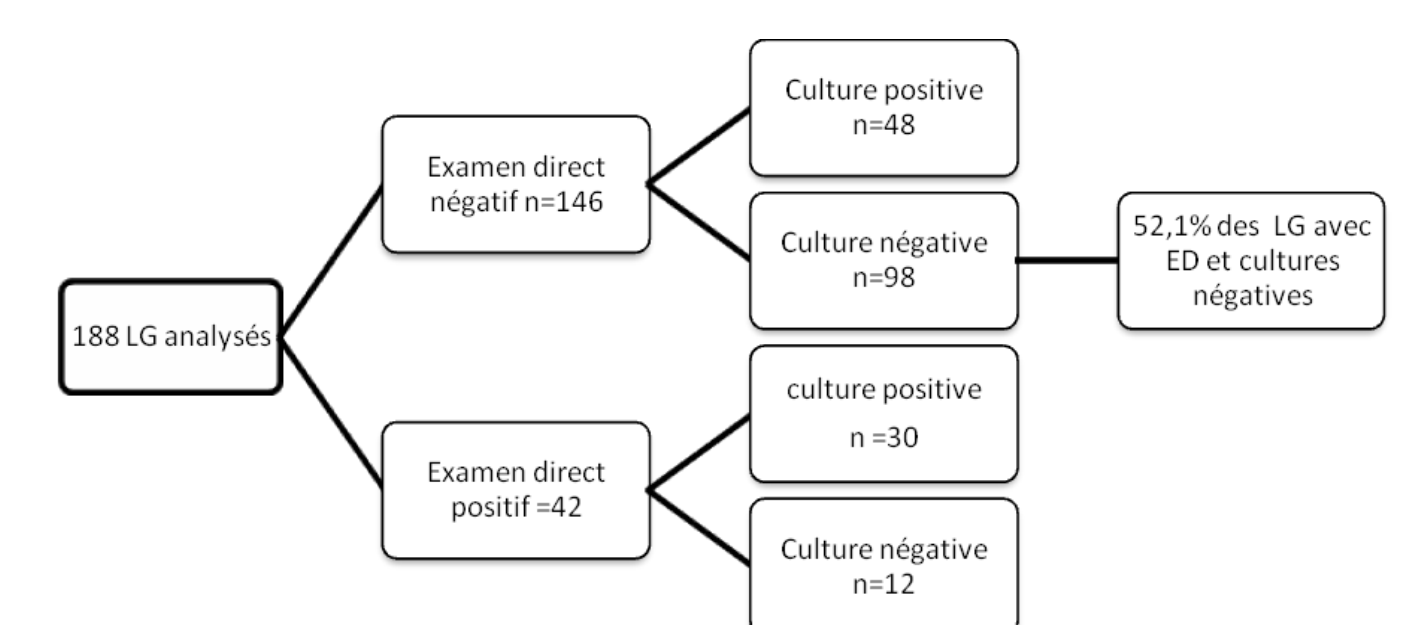 188 LG analysés
Examen direct
négatif n=146
Culture positive
n=48
Culture négative
n=98
52,1% des  LG avec
ED et cultures
négatives
Examen direct
positif =42
culture positive
n =30
Culture négative
n=12